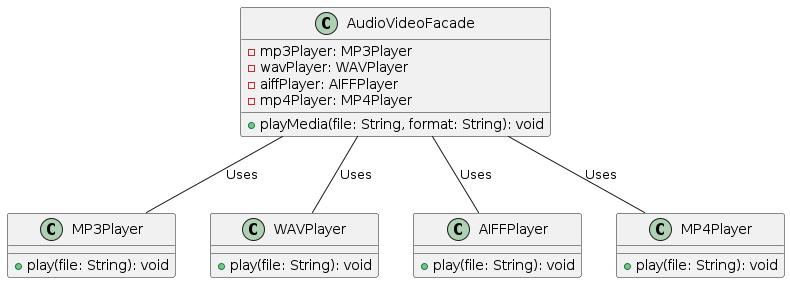 C AudioVideoFacade
mp3Player: MP3Player
wavPlayer: WAVPlayer
aiffPlayer: AIFFPlayer
mp4Player: MP4Player
playMedia(file: String, format: String): void
Uses Uses Uses Uses
C MP3Player
play(file: String): void
C WAVPlayer
play(file: String): void
C AIFFPlayer
play(file: String): void
C MP4Player
play(file: String): void